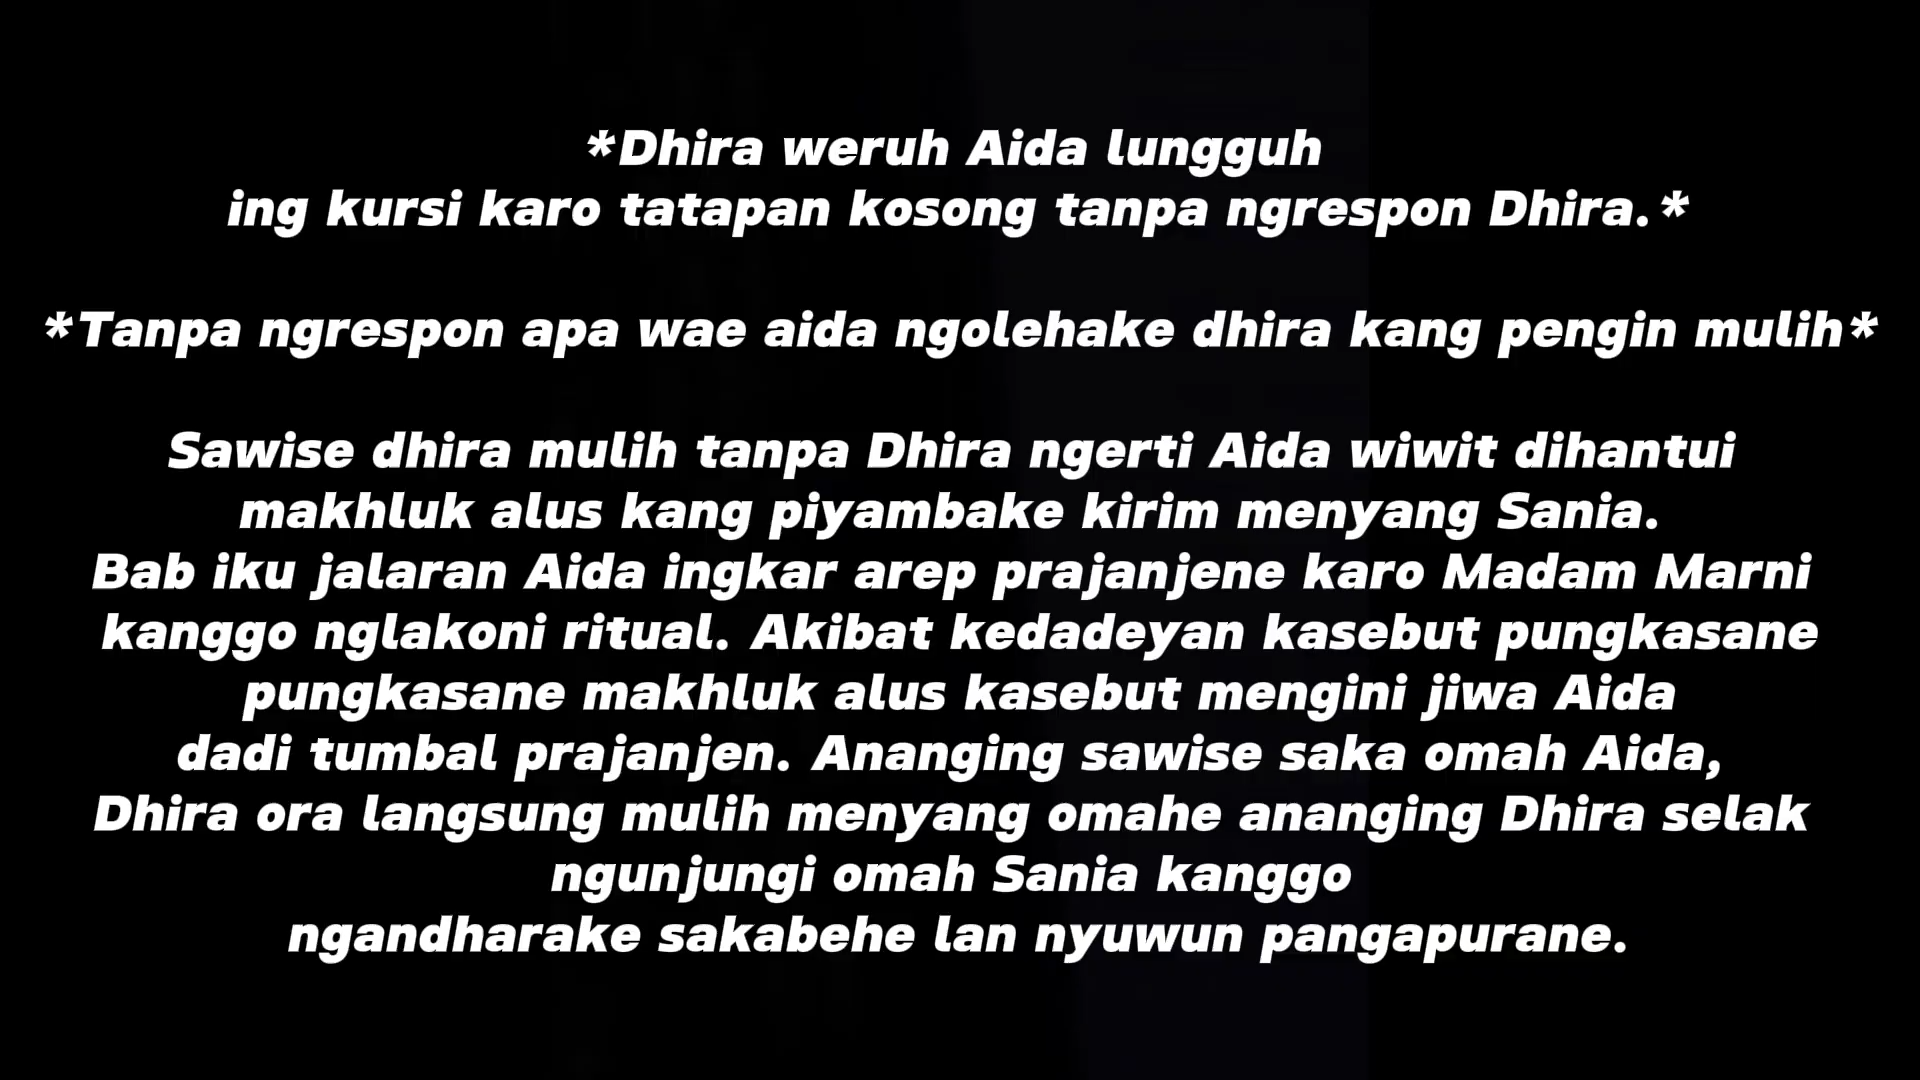 *Dhira weruh Aida lungguh
ing kursi karo tatapan kosong tanpa ngrespon Dhira.*
*Tanpa ngrespon apa wae aida ngolehake dhira kang pengin mulih*
Sawise dhira mulih tanpa Dhira ngerti Aida wiwit dihantui
makhluk alus kang piyambake kirim menyang Sania.
Bab iku jalaran Aida ingkar arep prajanjene karo Madam Marni
kanggo nglakoni ritual. Akibat kedadeyan kasebut pungkasane
pungkasane makhluk alus kasebut mengini jiwa Aida
dadi tumbal prajanjen. Ananging sawise saka omah Aida,
Dhira ora langsung mulih menyang omahe ananging Dhira selak
ngunjungi omah Sania kanggo
ngandharake sakabehe lan nyuwun pangapurane.